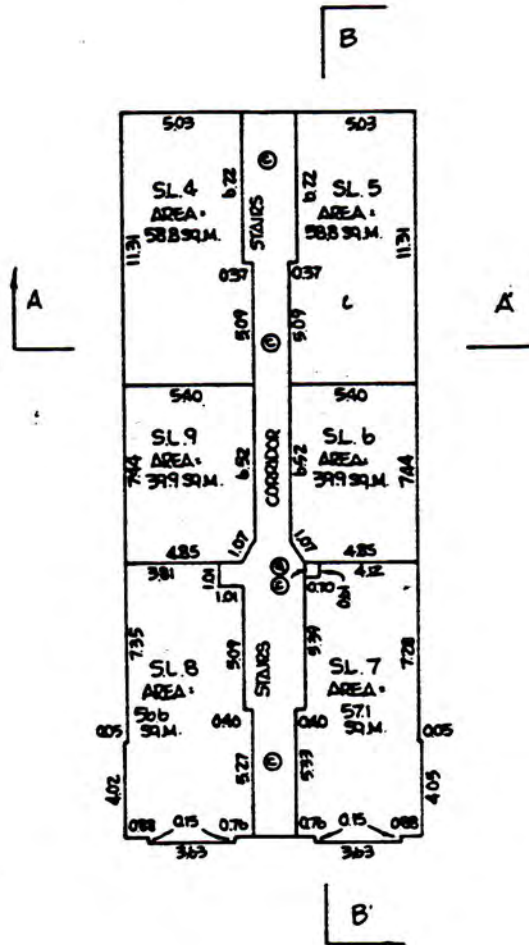 B
5.03
5.03
S.L. 4
AREA:
58.8 SQ.M.
6.22
STAIRS
C
6.22
S.L. 5
AREA:
58.8 SQ.M.
11.31
11.31
0.37
0.37
A
A'
5.09
C
5.09
5.40
5.40
S.L. 9
AREA:
39.9 SQ.M.
7.44
6.52
CORRIDOR
6.52
S.L. 6
AREA:
39.9 SQ.M.
7.44
1.07
1.07
4.85
4.85
3.81
4.12
1.01
1.01
0.70
0.61
7.35
5.09
STAIRS
5.39
7.28
S.L. 8
AREA:
56.6
SQ.M.
S.L. 7
AREA:
57.1
SQ.M.
0.05
0.40
0.40
0.05
4.02
5.27
C
5.33
4.05
0.88
0.15
0.76
0.76
0.15
0.88
3.63
3.63
B'